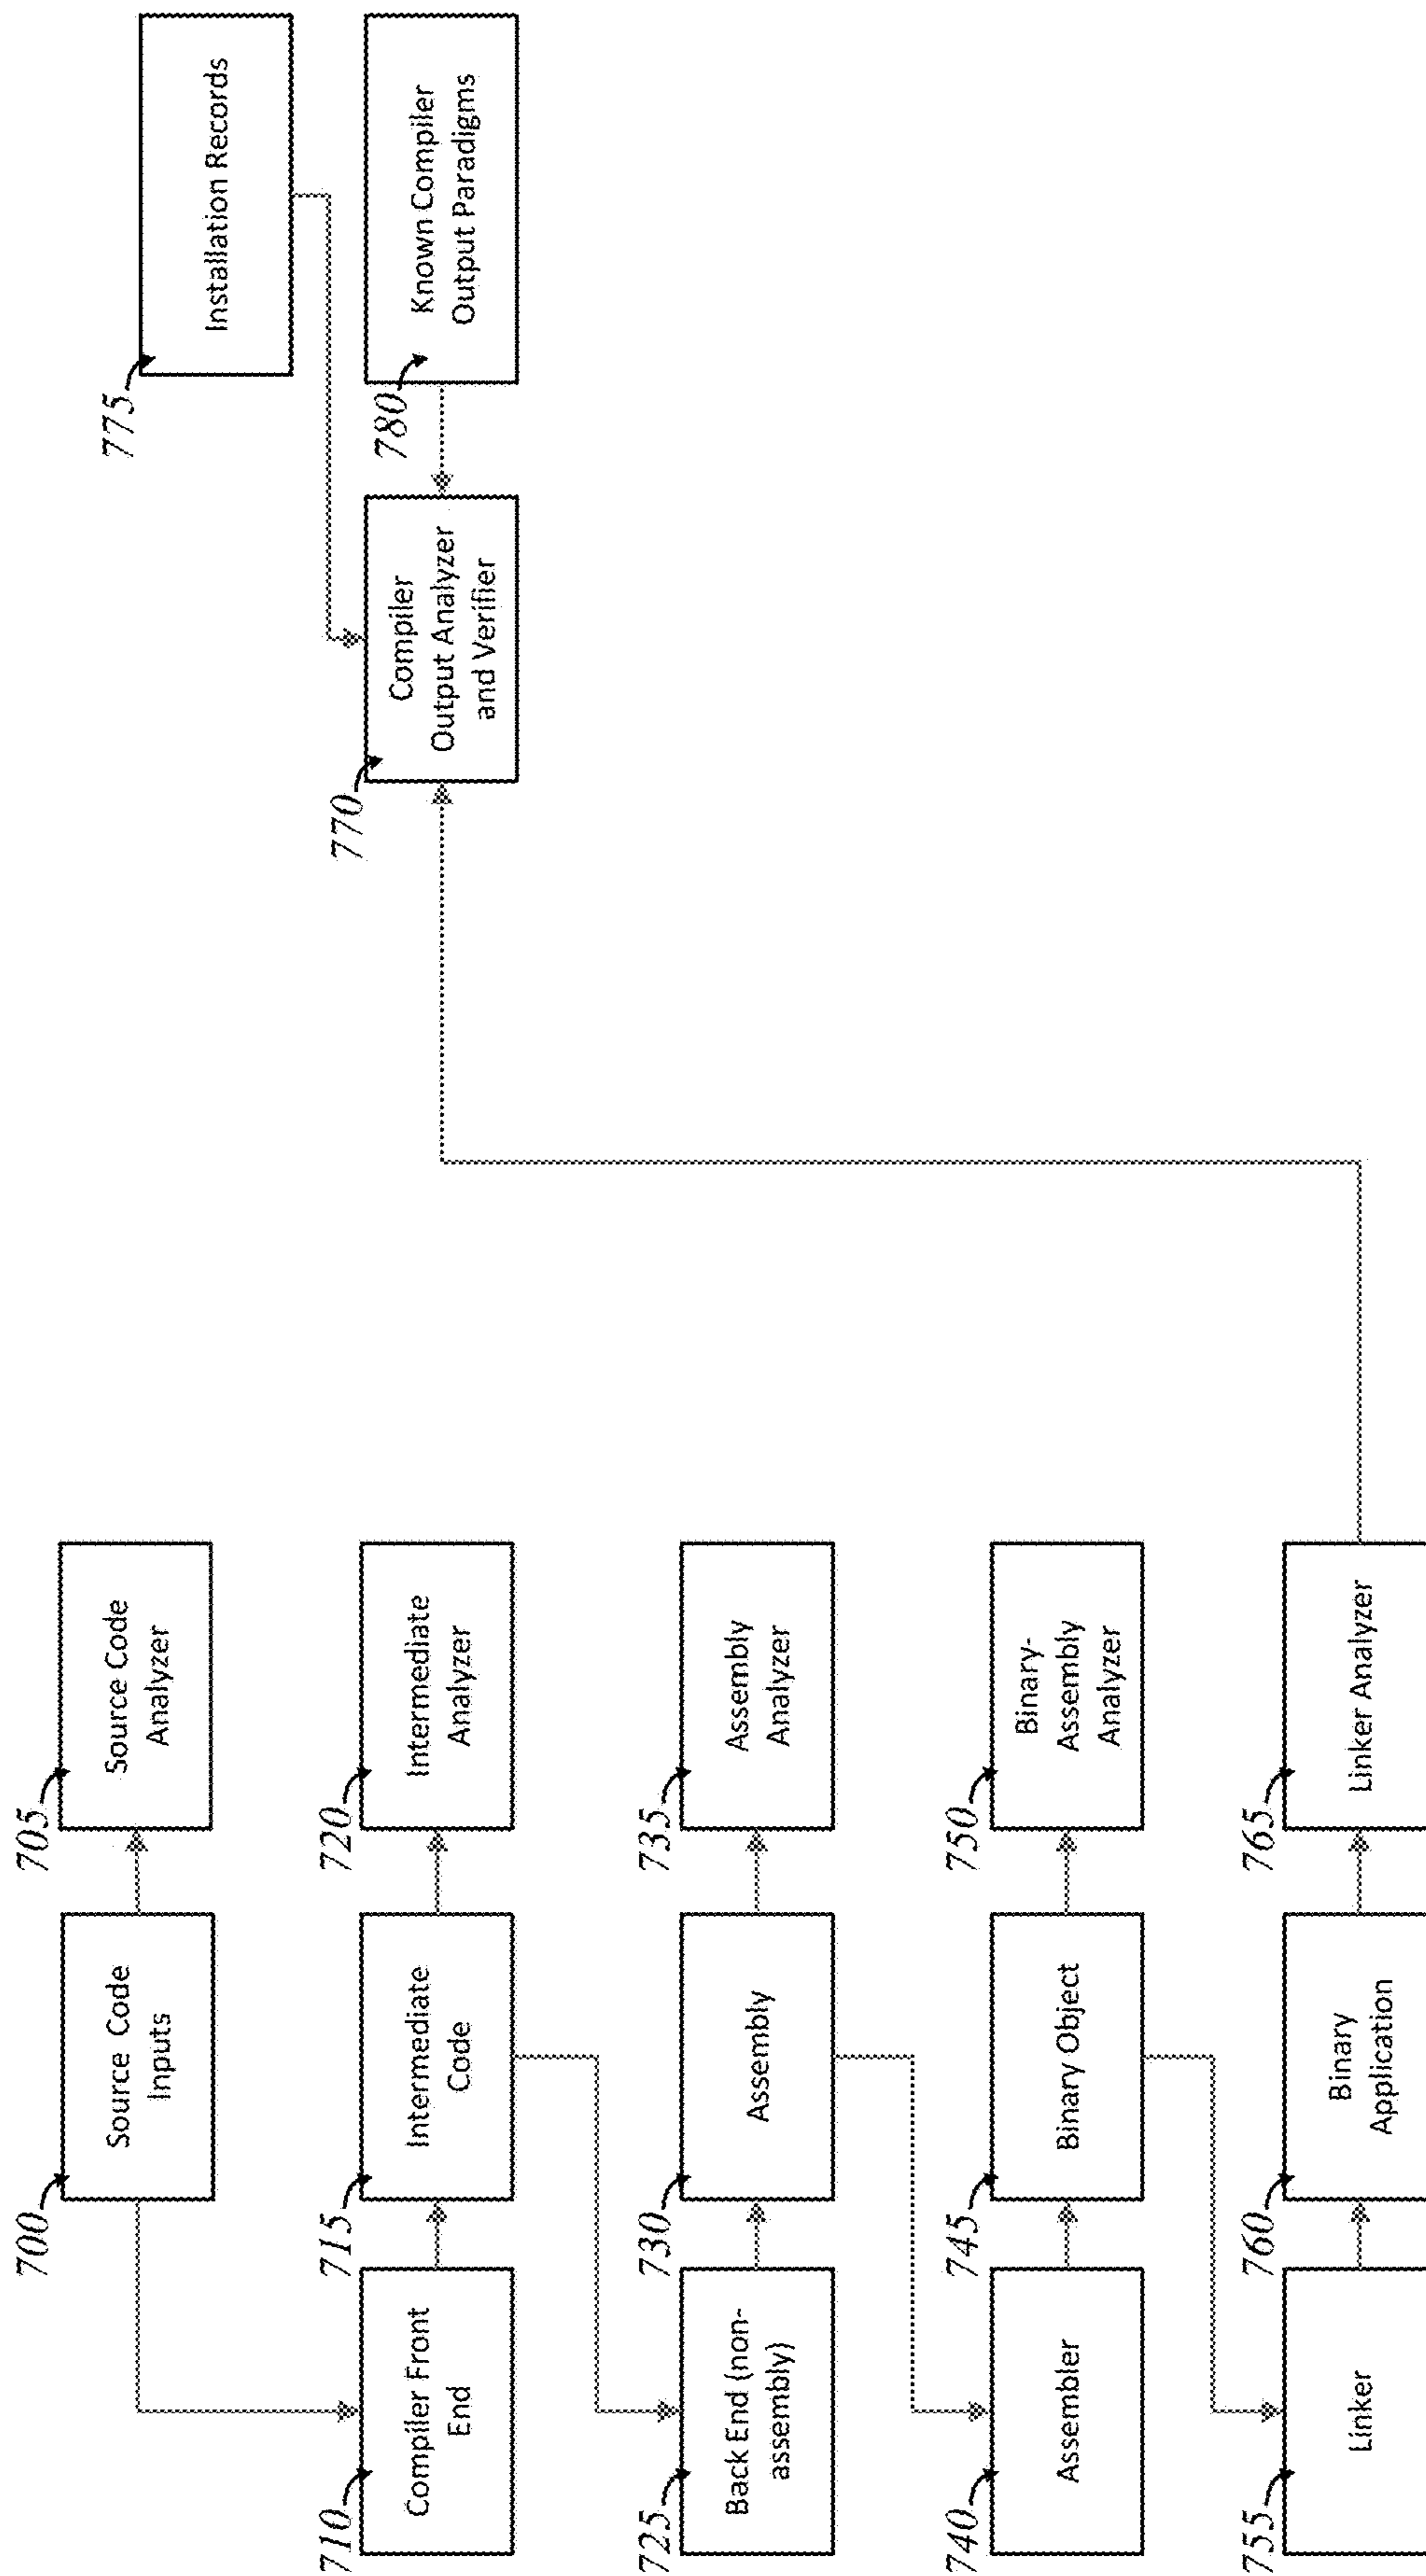 700
Source Code
Inputs
705
Source Code
Analyzer
710
Compiler Front
End
715
Intermediate
Code
720
Intermediate
Analyzer
725
Back End (non-
assembly)
730
Assembly
735
Assembly
Analyzer
740
Assembler
745
Binary Object
750
Binary-
Assembly
Analyzer
755
Linker
760
Binary
Application
765
Linker Analyzer
770
Compiler
Output Analyzer
and Verifier
775
Installation Records
780
Known Compiler
Output Paradigms